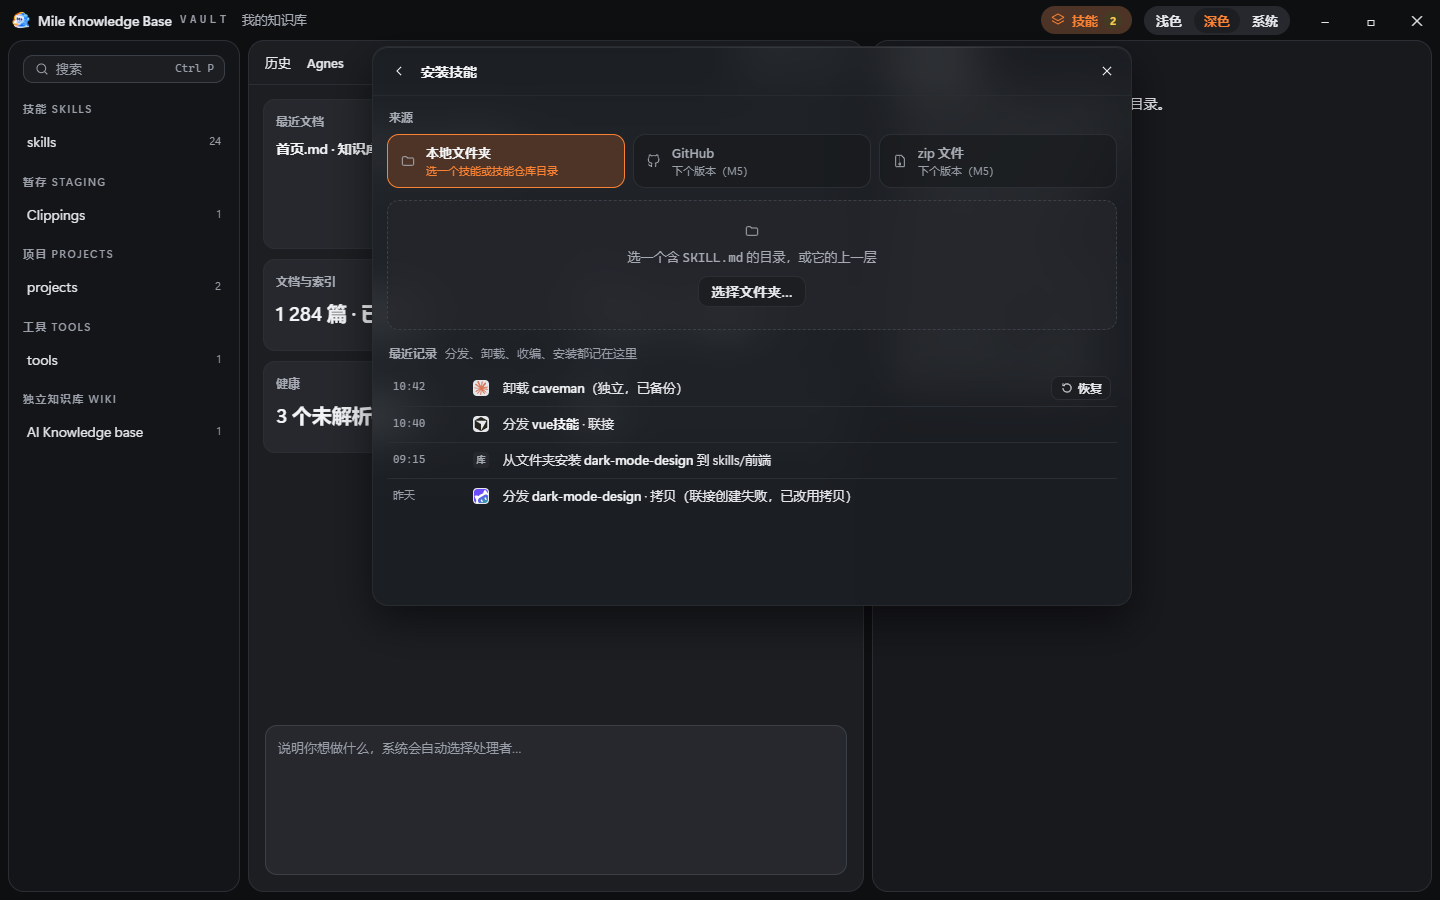 Mile Knowledge Base VAULT 我的知识库
技能 2
浅色 深色 系统
搜索 Ctrl P
技能 SKILLS
skills 24
暂存 STAGING
Clippings 1
项目 PROJECTS
projects 2
工具 TOOLS
tools 1
独立知识库 WIKI
AI Knowledge base 1
历史 Agnes
最近文档
首页.md · 知识库
文档与索引
1 284 篇 · 已
健康
3 个未解析
说明你想做什么，系统会自动选择处理者...
目录。
安装技能
来源
本地文件夹
选一个技能或技能仓库目录
GitHub
下个版本（M5）
zip 文件
下个版本（M5）
选一个含 SKILL.md 的目录，或它的上一层
选择文件夹...
最近记录 分发、卸载、收编、安装都记在这里
10:42 卸载 caveman（独立，已备份） 恢复
10:40 分发 vue技能 · 联接
09:15 库 从文件夹安装 dark-mode-design 到 skills/前端
昨天 分发 dark-mode-design · 拷贝（联接创建失败，已改用拷贝）